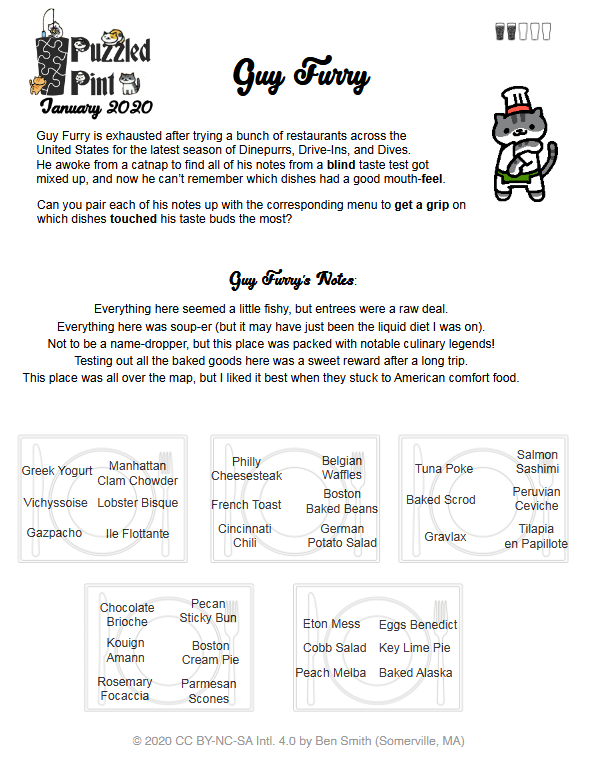 Puzzled
Pint
January 2020
Guy Furry
Guy Furry is exhausted after trying a bunch of restaurants across the
United States for the latest season of Dinepurrs, Drive-Ins, and Dives.
He awoke from a catnap to find all of his notes from a blind taste test got
mixed up, and now he can't remember which dishes had a good mouth-feel.
Can you pair each of his notes up with the corresponding menu to get a grip on
which dishes touched his taste buds the most?
Guy Furry's Notes:
Everything here seemed a little fishy, but entrees were a raw deal.
Everything here was soup-er (but it may have just been the liquid diet I was on).
Not to be a name-dropper, but this place was packed with notable culinary legends!
Testing out all the baked goods here was a sweet reward after a long trip.
This place was all over the map, but I liked it best when they stuck to American comfort food.
Greek Yogurt
Manhattan
Clam Chowder
Vichyssoise
Lobster Bisque
Gazpacho
Ile Flottante
Philly
Cheesesteak
Belgian
Waffles
French Toast
Boston
Baked Beans
Cincinnati
Chili
German
Potato Salad
Tuna Poke
Salmon
Sashimi
Baked Scrod
Peruvian
Ceviche
Gravlax
Tilapia
en Papillote
Chocolate
Brioche
Pecan
Sticky Bun
Kouign
Amann
Boston
Cream Pie
Rosemary
Focaccia
Parmesan
Scones
Eton Mess
Eggs Benedict
Cobb Salad
Key Lime Pie
Peach Melba
Baked Alaska
© 2020 CC BY-NC-SA Intl. 4.0 by Ben Smith (Somerville, MA)